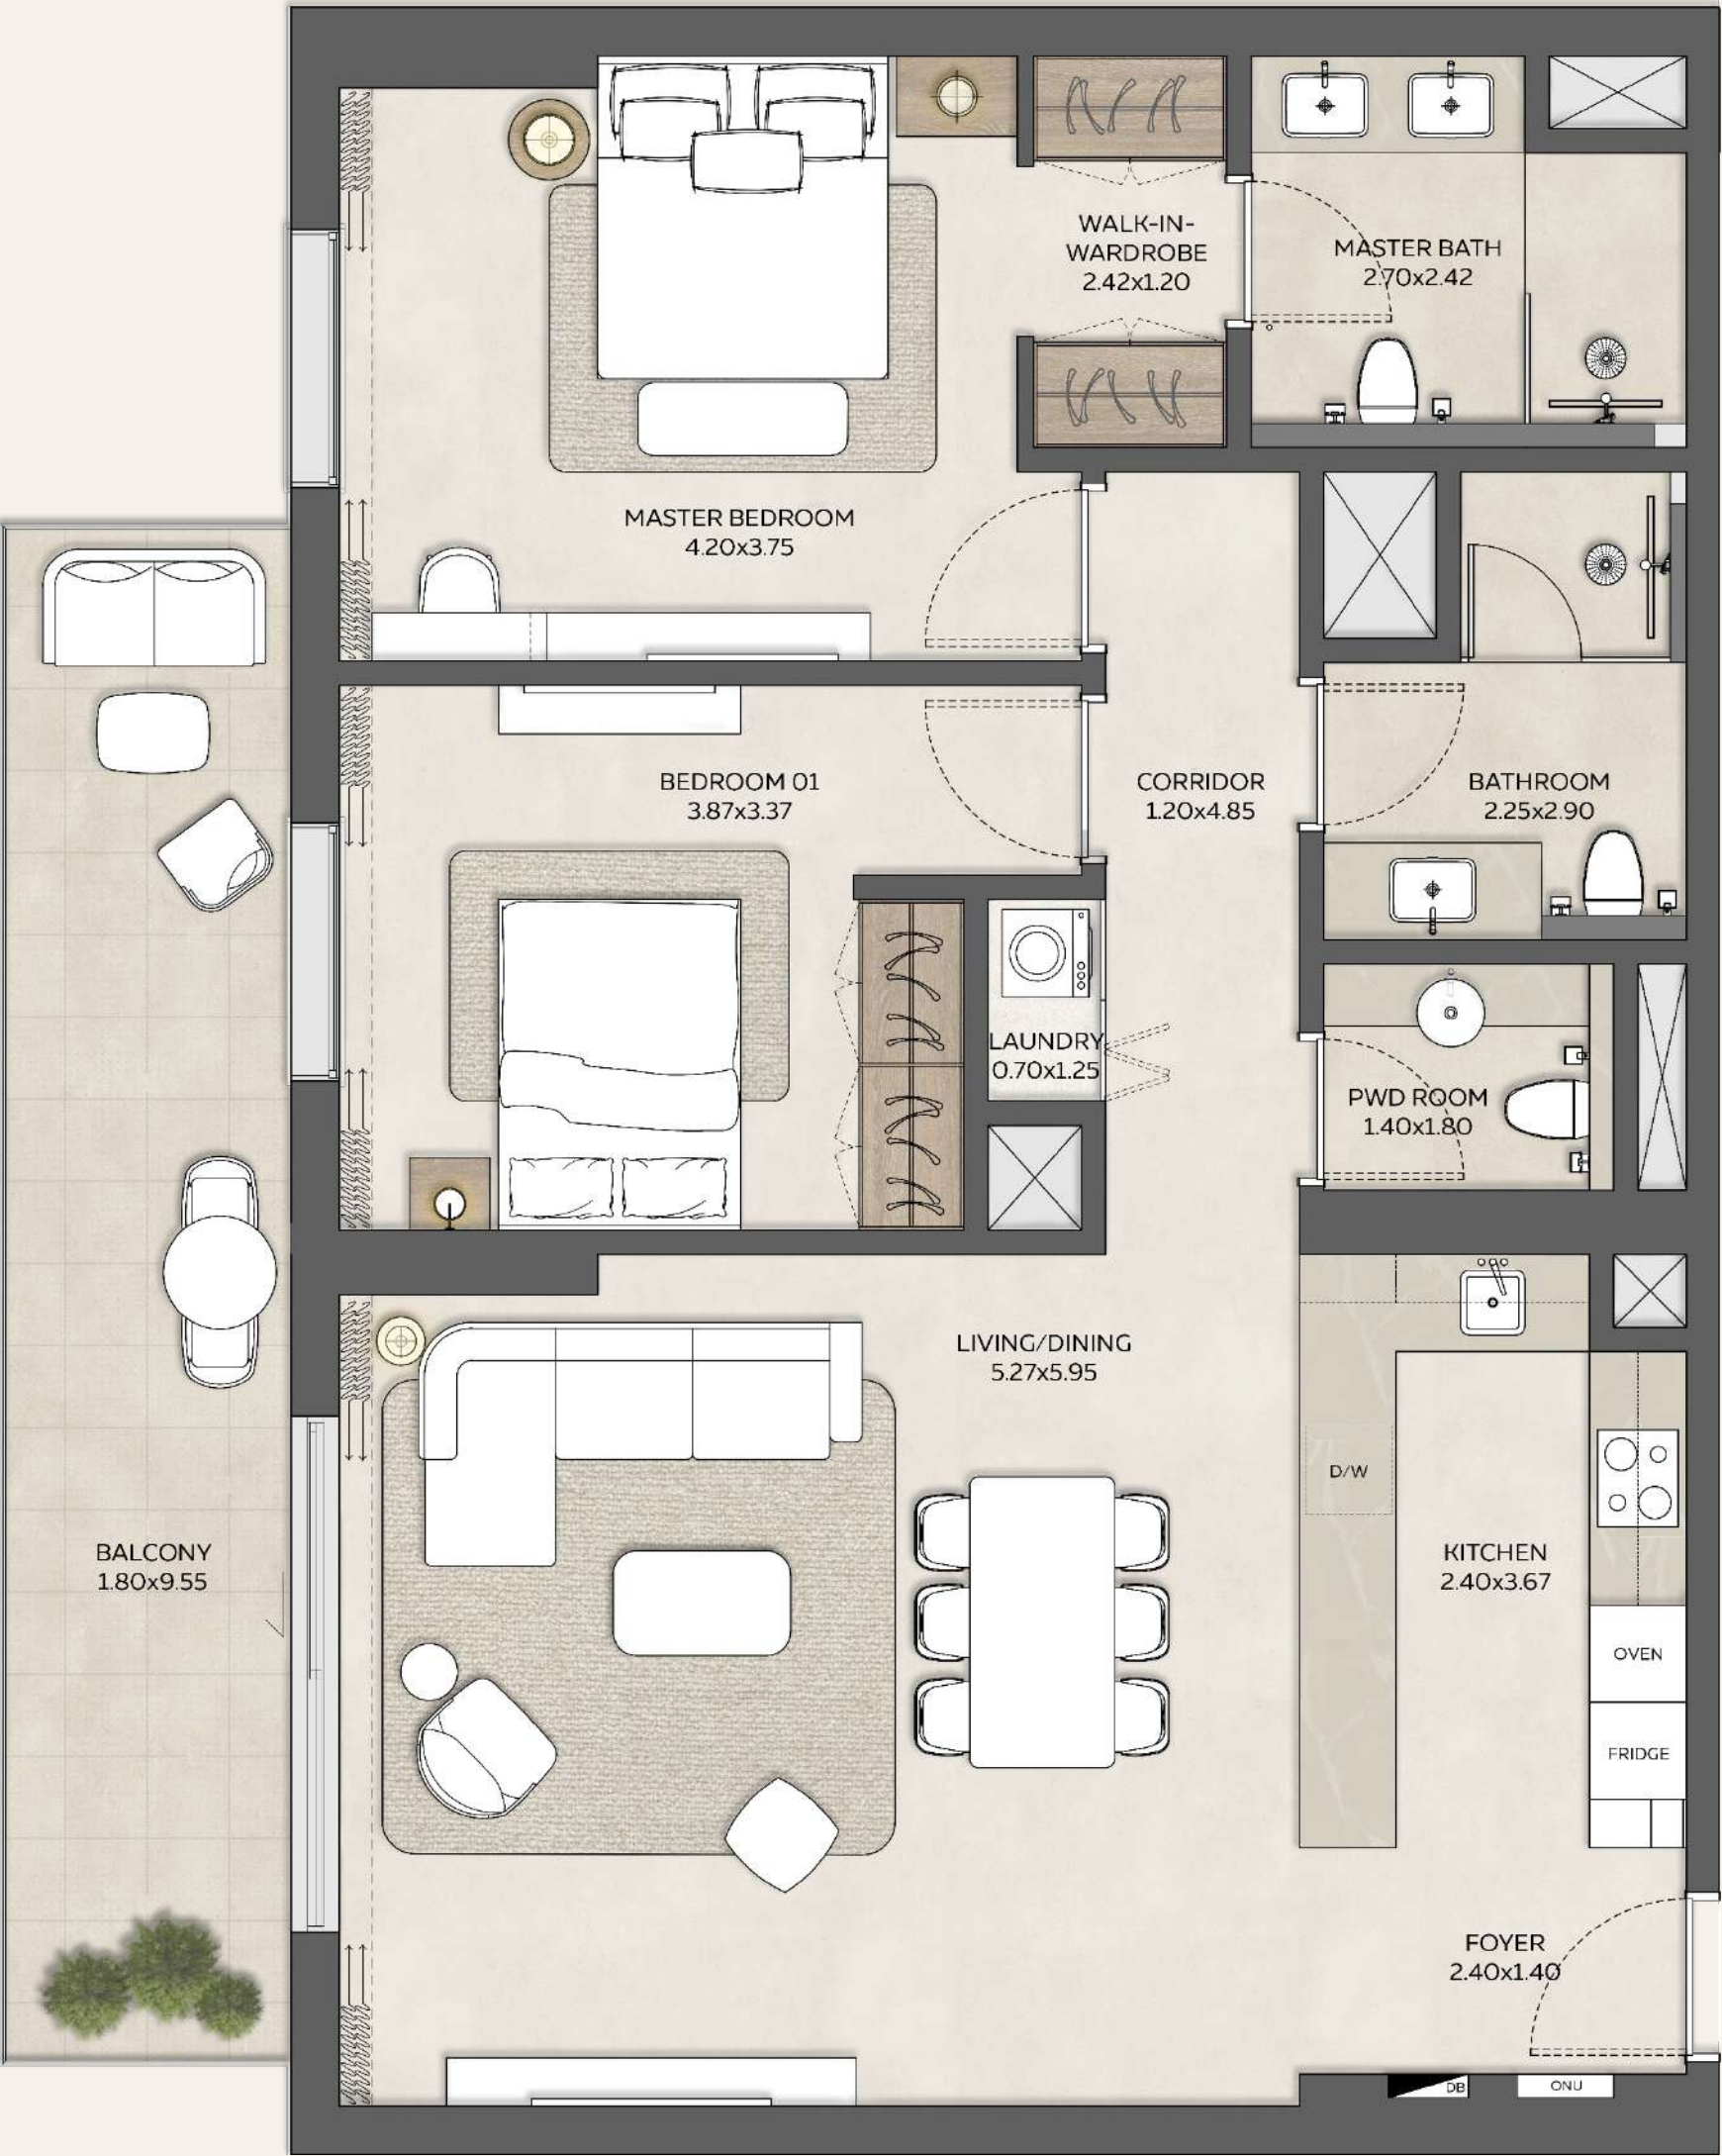 WALK-IN-
WARDROBE
2.42x1.20
MASTER BATH
2.70x2.42
MASTER BEDROOM
4.20x3.75
BEDROOM 01
3.87x3.37
CORRIDOR
1.20x4.85
BATHROOM
2.25x2.90
LAUNDRY
0.70x1.25
PWD ROOM
1.40x1.80
LIVING/DINING
5.27x5.95
D/W
BALCONY
1.80x9.55
KITCHEN
2.40x3.67
OVEN
FRIDGE
FOYER
2.40x1.40
DB
ONU